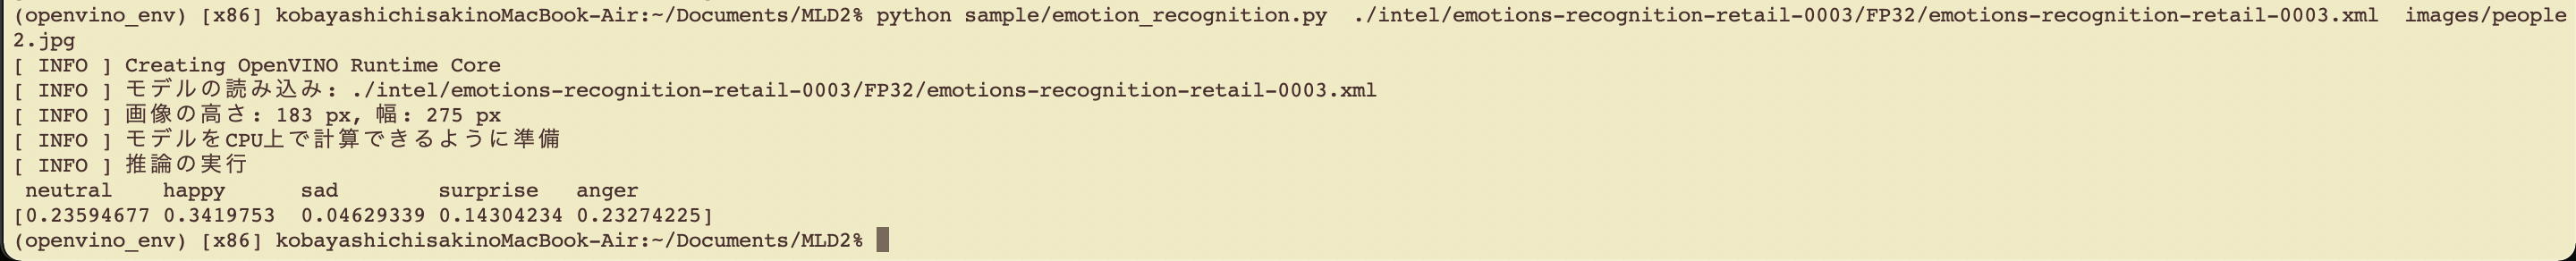 (openvino_env) [x86] kobayashichisakinoMacBook-Air:~/Documents/MLD2% python sample/emotion_recognition.py  ./intel/emotions-recognition-retail-0003/FP32/emotions-recognition-retail-0003.xml  images/people
2.jpg
[ INFO ] Creating OpenVINO Runtime Core
[ INFO ] モデルの読み込み: ./intel/emotions-recognition-retail-0003/FP32/emotions-recognition-retail-0003.xml
[ INFO ] 画像の高さ: 183 px, 幅: 275 px
[ INFO ] モデルをCPU上で計算できるように準備
[ INFO ] 推論の実行
 neutral    happy      sad        surprise   anger
[0.23594677 0.3419753  0.04629339 0.14304234 0.23274225]
(openvino_env) [x86] kobayashichisakinoMacBook-Air:~/Documents/MLD2%